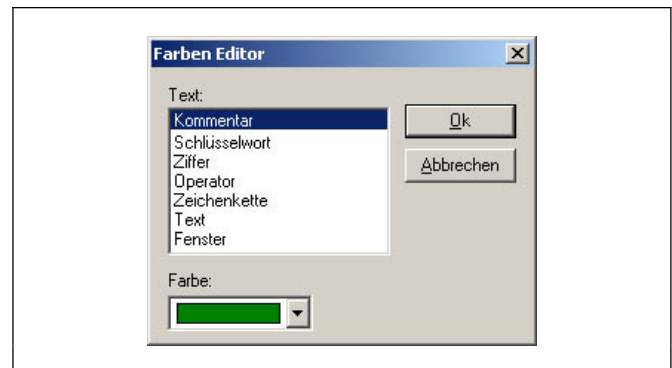 Farben Editor
Text:
Kommentar
Schlüsselwort
Ziffer
Operator
Zeichenkette
Text
Fenster
Ok
Abbrechen
Farbe: